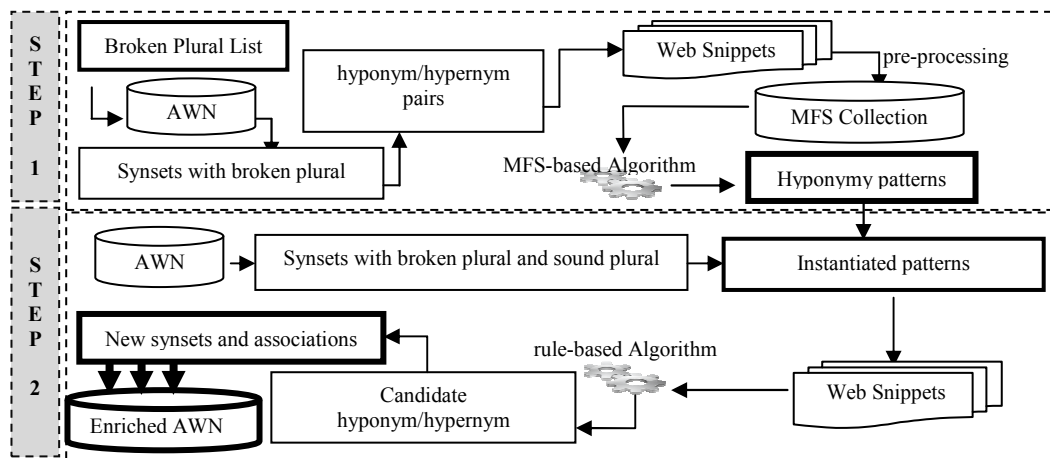 STEP 1
Broken Plural List
AWN
Synsets with broken plural
hyponym/hypernym
pairs
Web Snippets
pre-processing
MFS Collection
MFS-based Algorithm
Hyponymy patterns
STEP 2
AWN
Synsets with broken plural and sound plural
Instantiated patterns
New synsets and associations
Enriched AWN
Candidate
hyponym/hypernym
rule-based Algorithm
Web Snippets